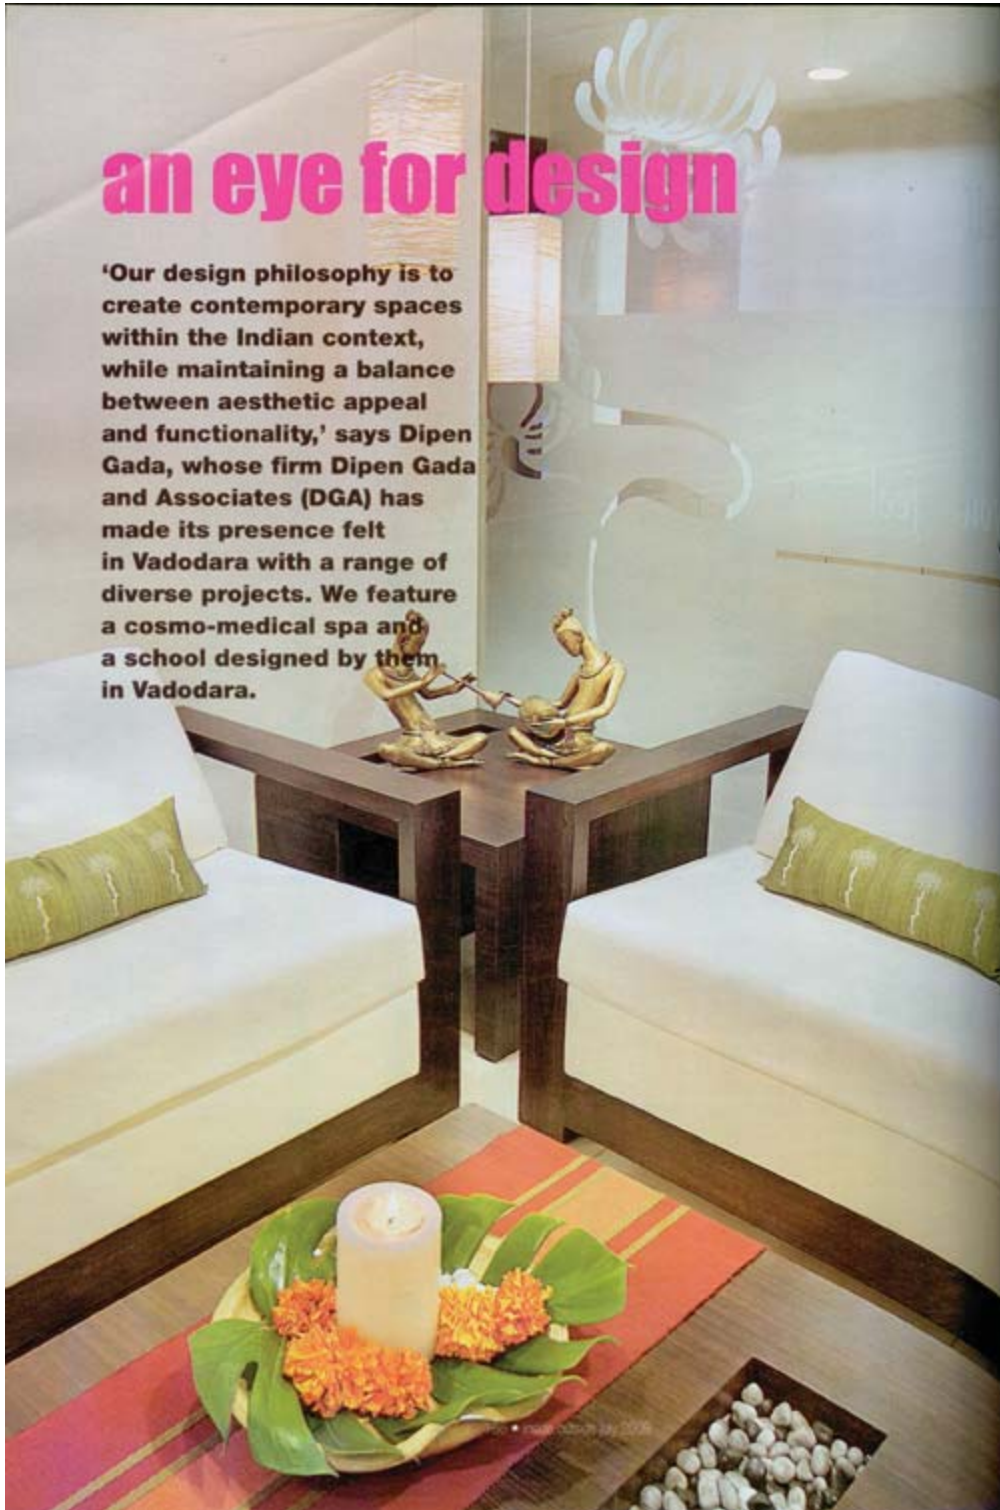 an eye for design
‘Our design philosophy is to
create contemporary spaces
within the Indian context,
while maintaining a balance
between aesthetic appeal
and functionality,’ says Dipen
Gada, whose firm Dipen Gada
and Associates (DGA) has
made its presence felt
in Vadodara with a range of
diverse projects. We feature
a cosmo-medical spa and
a school designed by them
in Vadodara.